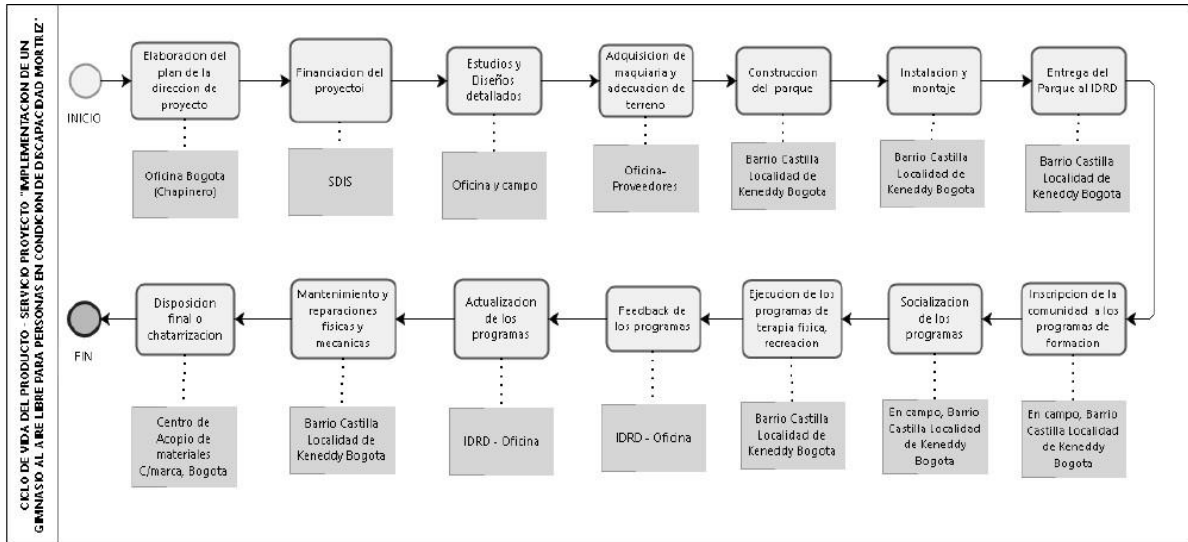 CICLO DE VIDA DEL PRODUCTO - SERVICIO PROYECTO "IMPLEMENTACION DE UN
GIMNASIO AL AIRE LIBRE PARA PERSONAS EN CONDICION DE DISCAPACIDAD MORTRIZ"
INICIO
Elaboracion del
plan de la
direccion de
proyecto
Financiacion del
proyectoi
Estudios y
Diseños
detallados
Adquisicion de
maquiaria y
adecuacion de
terreno
Construccion
del parque
Instalacion y
montaje
Entrega del
Parque al IDRD
Oficina Bogota
(Chapinero)
SDIS
Oficina y campo
Oficina-
Proveedores
Barrio Castilla
Localidad de
Keneddy Bogota
Barrio Castilla
Localidad de
Keneddy Bogota
Barrio Castilla
Localidad de
Keneddy Bogota
FIN
Disposicion
final o
chatarrizacion
Mantenimiento y
reparaciones
fisicas y
mecanicas
Actualizacion
de los
programas
Feedback de
los programas
Ejecucion de los
programas de
terapia fisica,
recreacion
Socializacion
de los
programas
Inscripcion de la
comunidad a los
programas de
formacion
Centro de
Acopio de
materiales
C/marca, Bogota
Barrio Castilla
Localidad de
Keneddy Bogota
IDRD - Oficina
IDRD - Oficina
Barrio Castilla
Localidad de
Keneddy Bogota
En campo, Barrio
Castilla Localidad
de Keneddy
Bogota
En campo, Barrio
Castilla Localidad
de Keneddy
Bogota